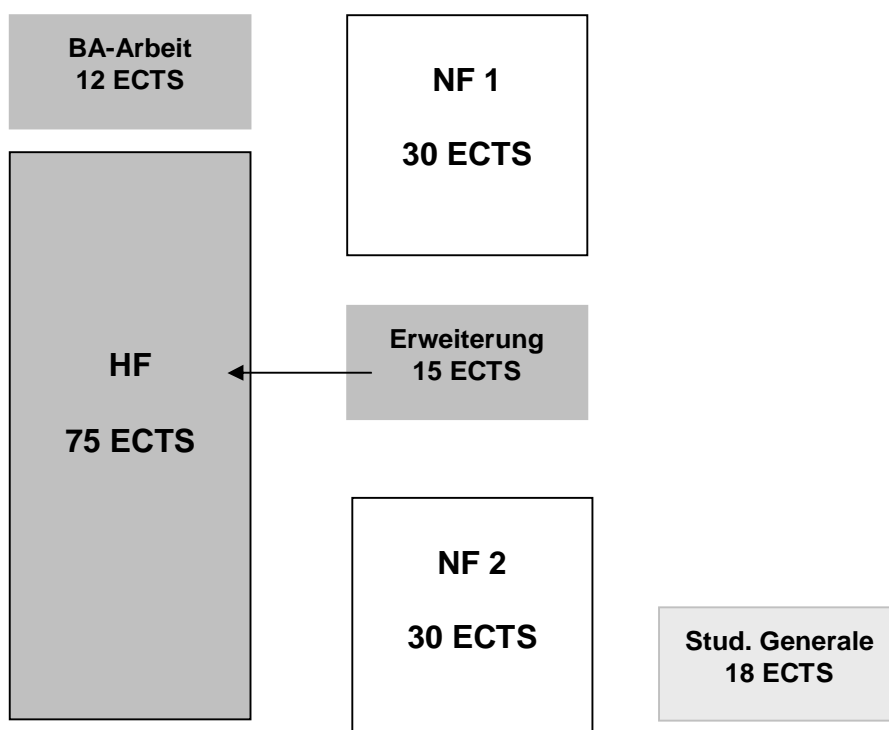 BA-Arbeit
12 ECTS
NF 1
30 ECTS
HF
75 ECTS
Erweiterung
15 ECTS
NF 2
30 ECTS
Stud. Generale
18 ECTS